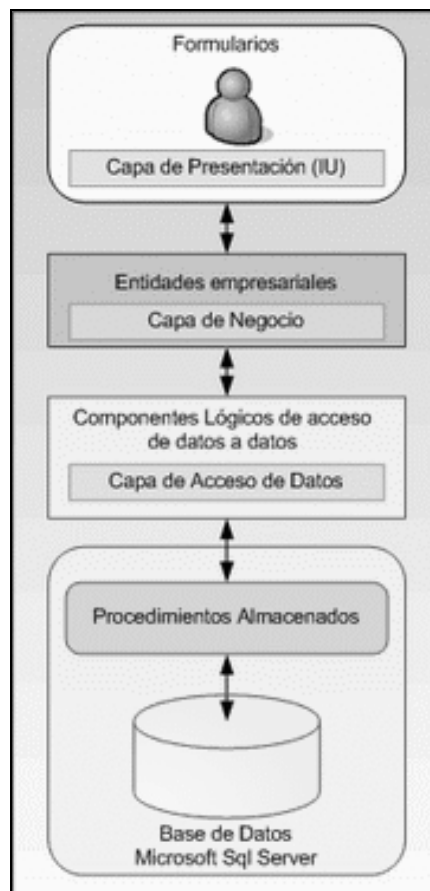 Formularios
Capa de Presentación (IU)
Entidades empresariales
Capa de Negocio
Componentes Lógicos de acceso
de datos a datos
Capa de Acceso de Datos
Procedimientos Almacenados
Base de Datos
Microsoft Sql Server